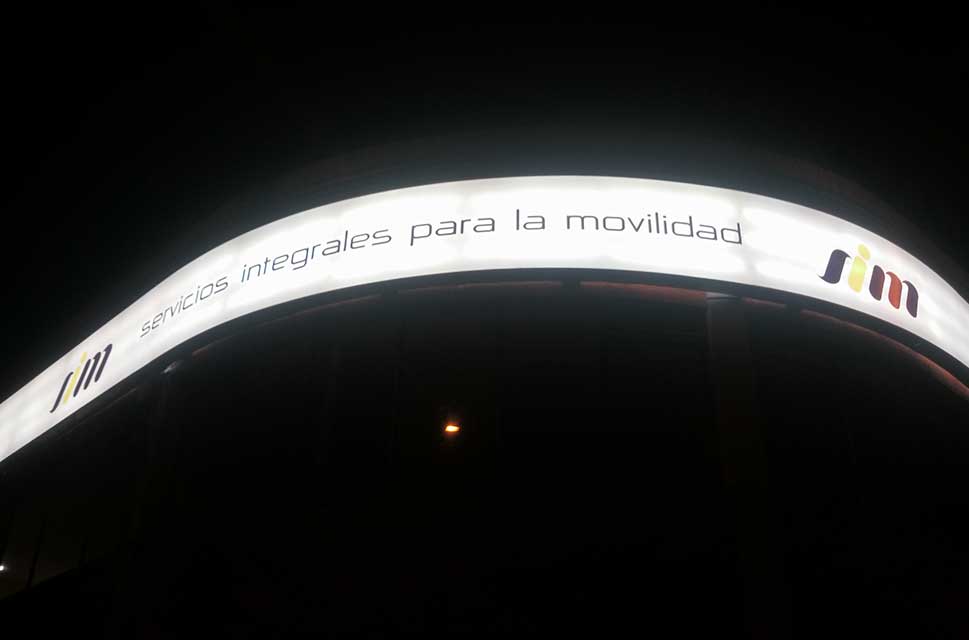 sim
servicios integrales para la movilidad
sim